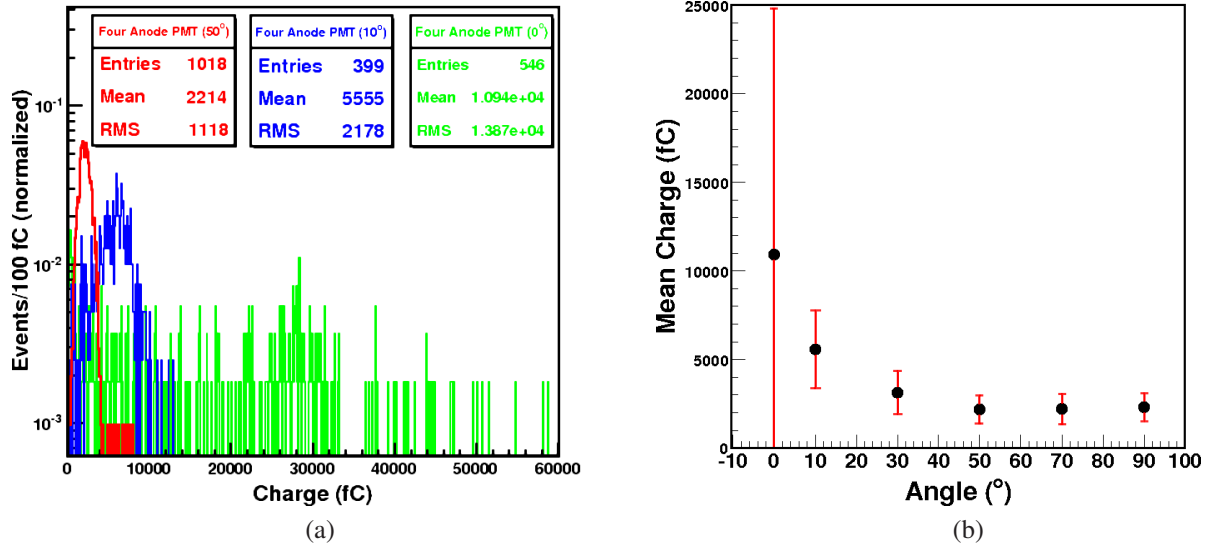 Four Anode PMT (50°)
Entries 1018
Mean 2214
RMS 1118
Four Anode PMT (10°)
Entries 399
Mean 5555
RMS 2178
Four Anode PMT (0°)
Entries 546
Mean 1.094e+04
RMS 1.387e+04
Events/100 fC (normalized)
10⁻¹
10⁻²
10⁻³
0 10000 20000 30000 40000 50000 60000
Charge (fC)
(a)
Mean Charge (fC)
25000
20000
15000
10000
5000
0
-10 0 10 20 30 40 50 60 70 80 90 100
Angle (°)
(b)